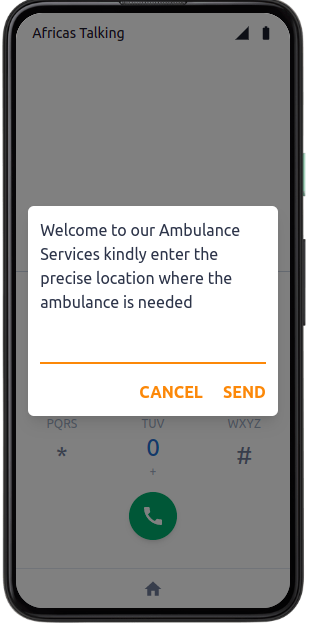 Africas Talking
Welcome to our Ambulance
Services kindly enter the
precise location where the
ambulance is needed
CANCEL SEND
PQRS TUV WXYZ
* 0 #
+